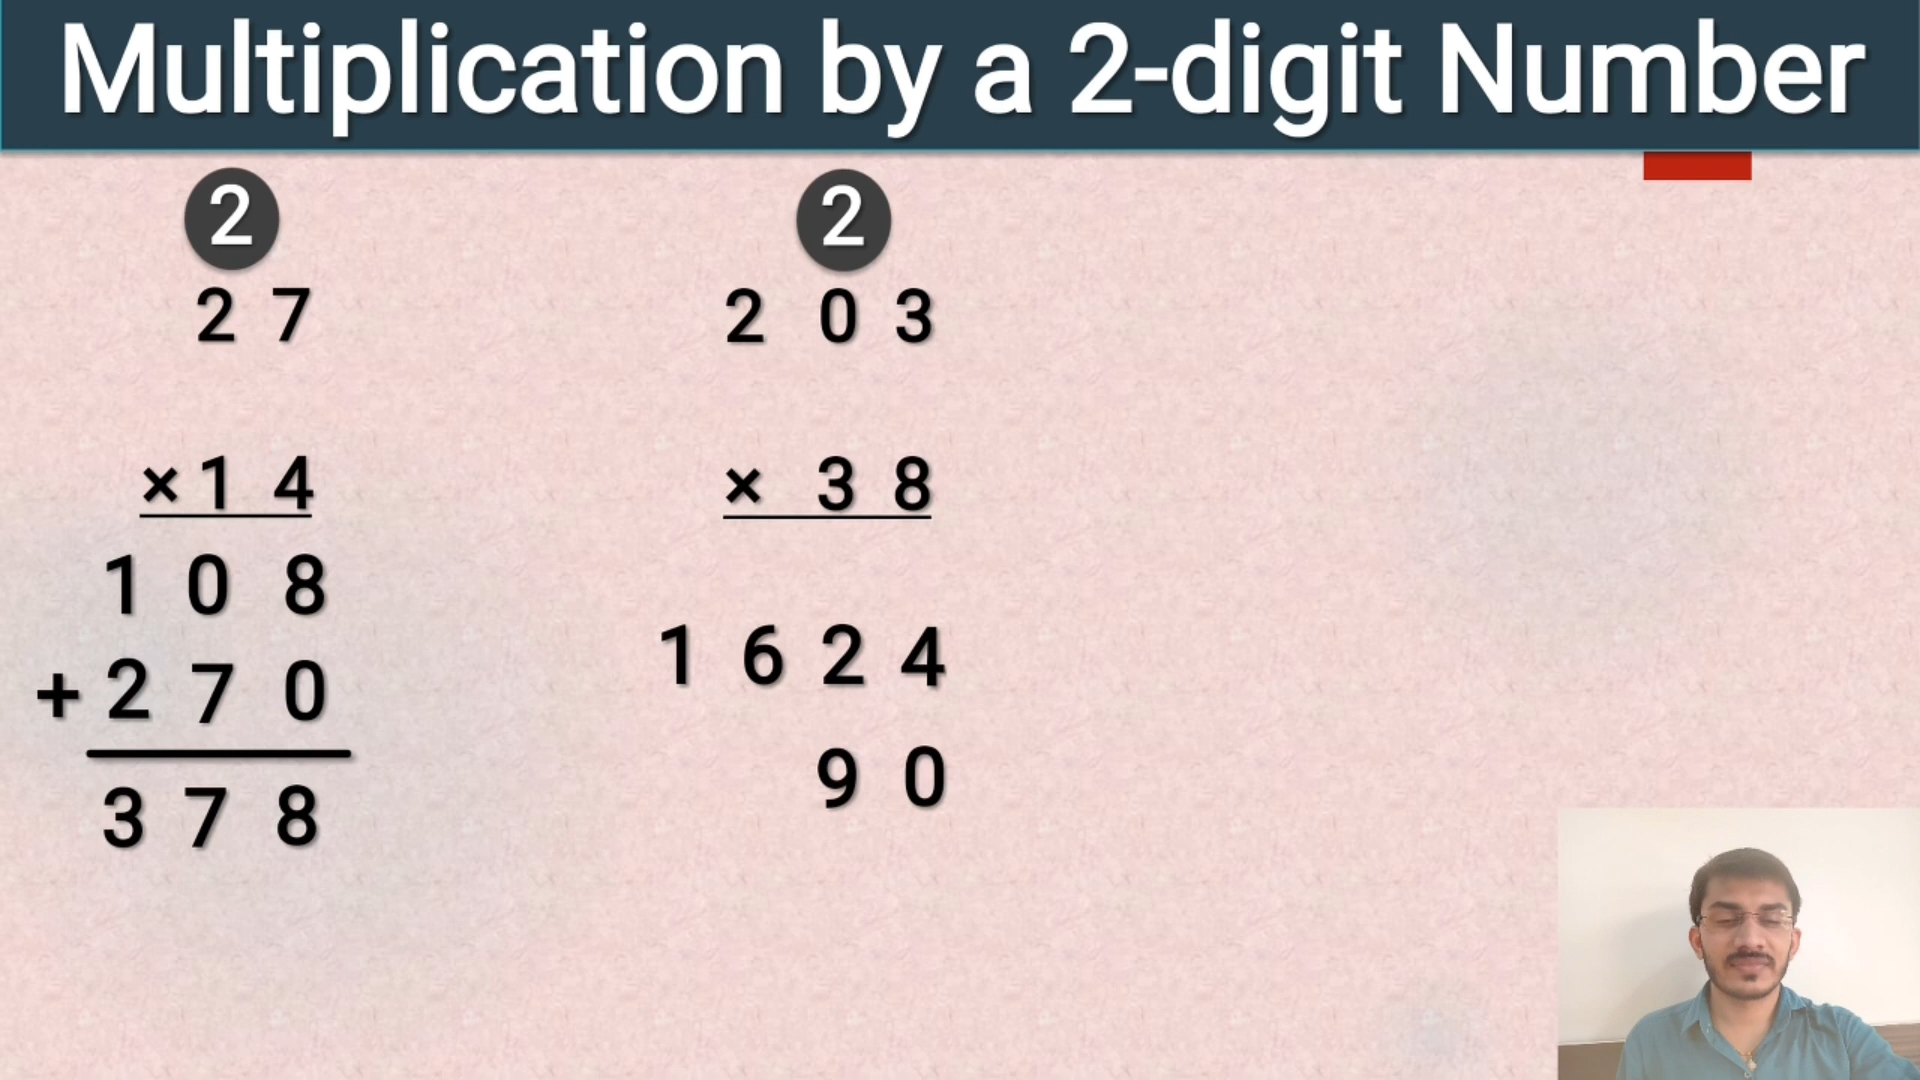 Multiplication by a 2-digit Number
2
2 7
× 1 4
1 0 8
+ 2 7 0
3 7 8
2
2 0 3
× 3 8
1 6 2 4
9 0